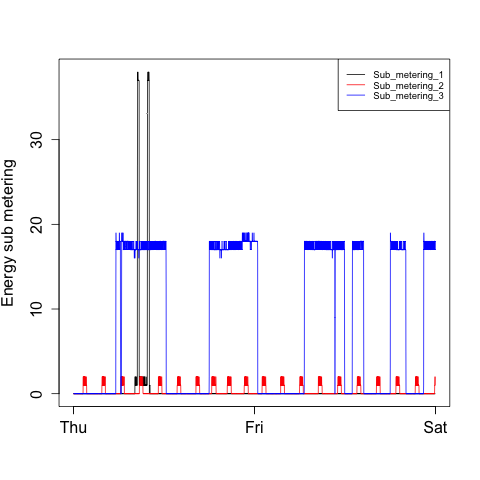 Sub_metering_1
Sub_metering_2
Sub_metering_3
Energy sub metering
30
20
10
0
Thu Fri Sat